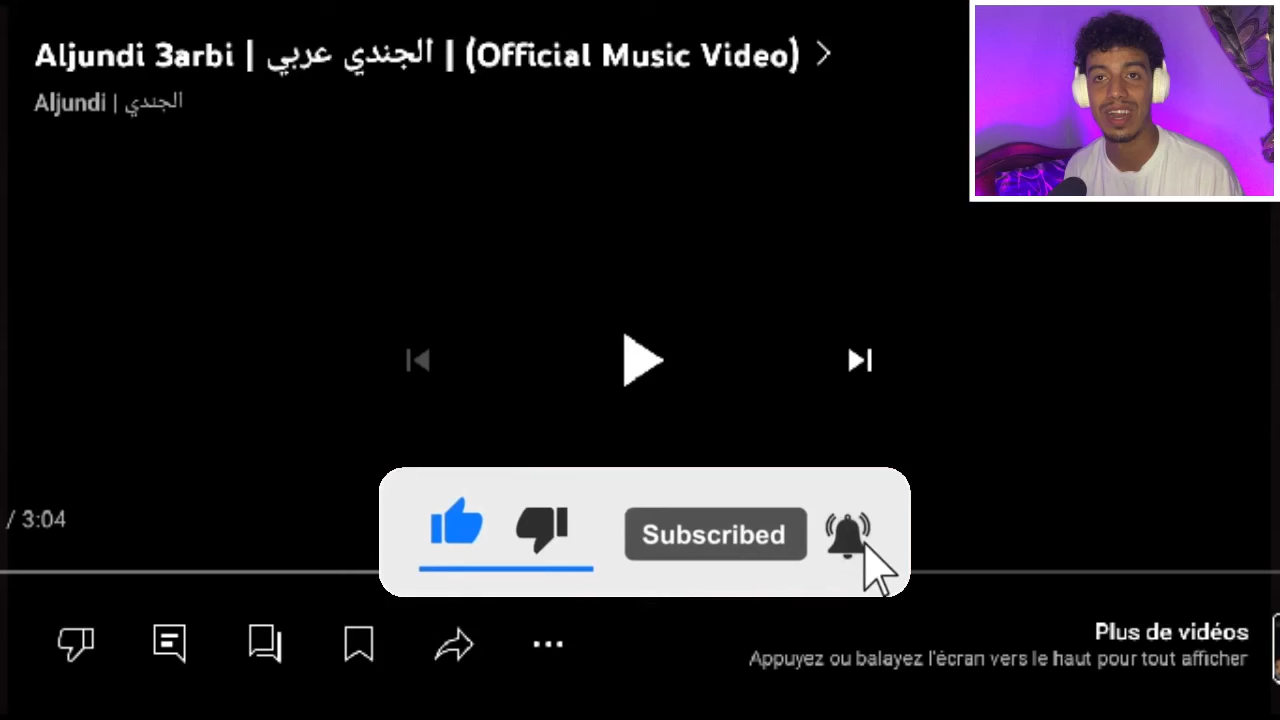 Aljundi 3arbi | الجندي عربي | (Official Music Video)
Aljundi | الجندي
/ 3:04
Subscribed
Plus de vidéos
Appuyez ou balayez l'écran vers le haut pour tout afficher